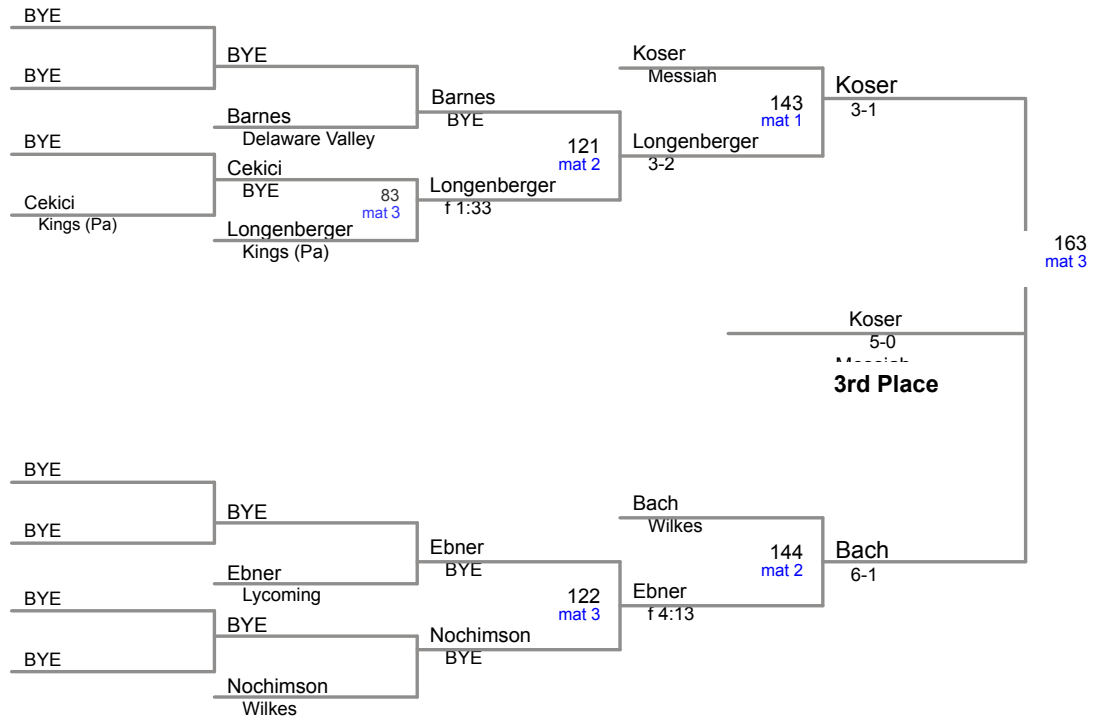 BYE
BYE
BYE
Barnes
Delaware Valley
BYE
Cekici
Kings (Pa)
Cekici
BYE
Longenberger
Kings (Pa)
83
mat 3
Barnes
BYE
Longenberger
f 1:33
121
mat 2
Koser
Messiah
Longenberger
3-2
143
mat 1
Koser
3-1
163
mat 3
Koser
5-0
3rd Place
BYE
BYE
BYE
Ebner
Lycoming
BYE
BYE
BYE
Nochimson
Wilkes
Ebner
BYE
Nochimson
BYE
122
mat 3
Bach
Wilkes
Ebner
f 4:13
144
mat 2
Bach
6-1